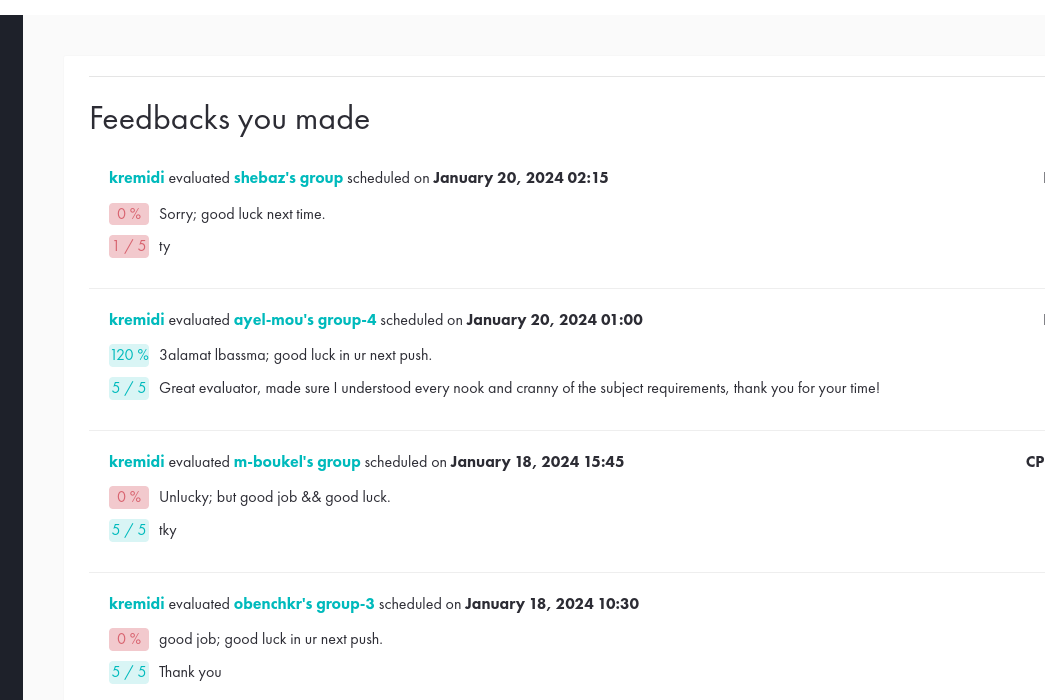 Feedbacks you made
kremidi evaluated shebaz's group scheduled on January 20, 2024 02:15
0 % Sorry; good luck next time.
1 / 5 ty
kremidi evaluated ayel-mou's group-4 scheduled on January 20, 2024 01:00
120 % 3alamat lbassma; good luck in ur next push.
5 / 5 Great evaluator, made sure I understood every nook and cranny of the subject requirements, thank you for your time!
kremidi evaluated m-boukel's group scheduled on January 18, 2024 15:45 CP
0 % Unlucky; but good job && good luck.
5 / 5 tky
kremidi evaluated obenchkr's group-3 scheduled on January 18, 2024 10:30
0 % good job; good luck in ur next push.
5 / 5 Thank you